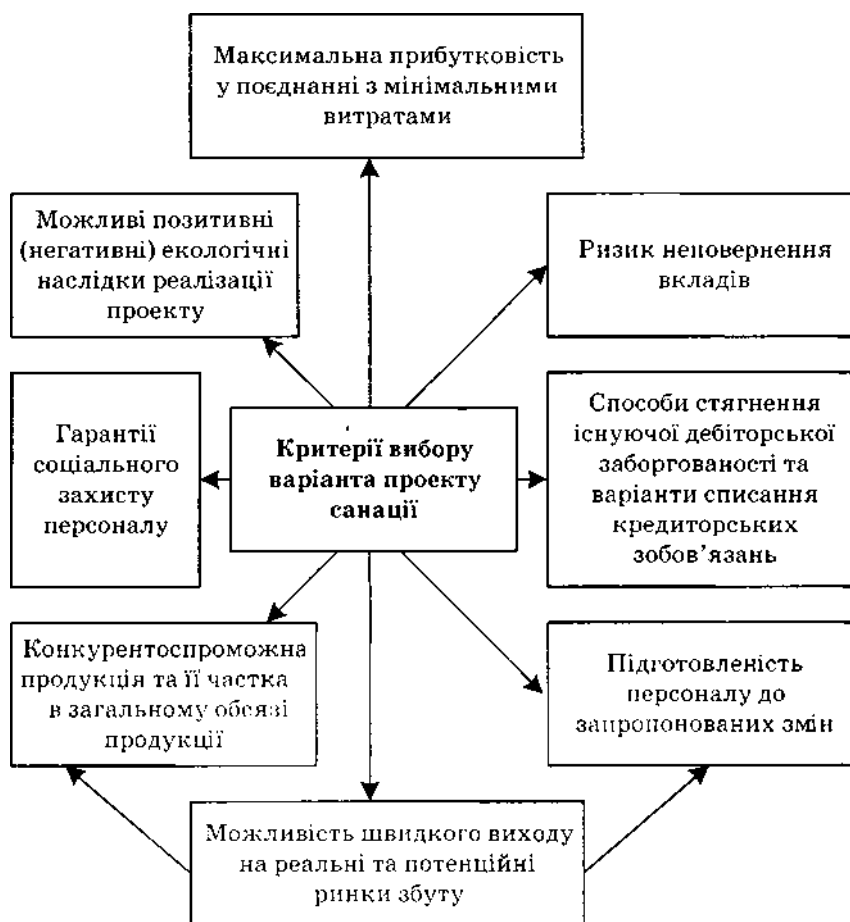 Максимальна прибутковість
у поєднанні з мінімальними
витратами
Можливі позитивні
(негативні) екологічні
наслідки реалізації
проекту
Ризик неповернення
вкладів
Гарантії
соціального
захисту
персоналу
Критерії вибору
варіанта проекту
санації
Способи стягнення
існуючої дебіторської
заборгованості та
варіанти списання
кредиторських
зобов’язань
Конкурентоспроможна
продукція та її частка
в загальному обсязі
продукції
Підготовленість
персоналу до
запропонованих змін
Можливість швидкого виходу
на реальні та потенційні
ринки збуту